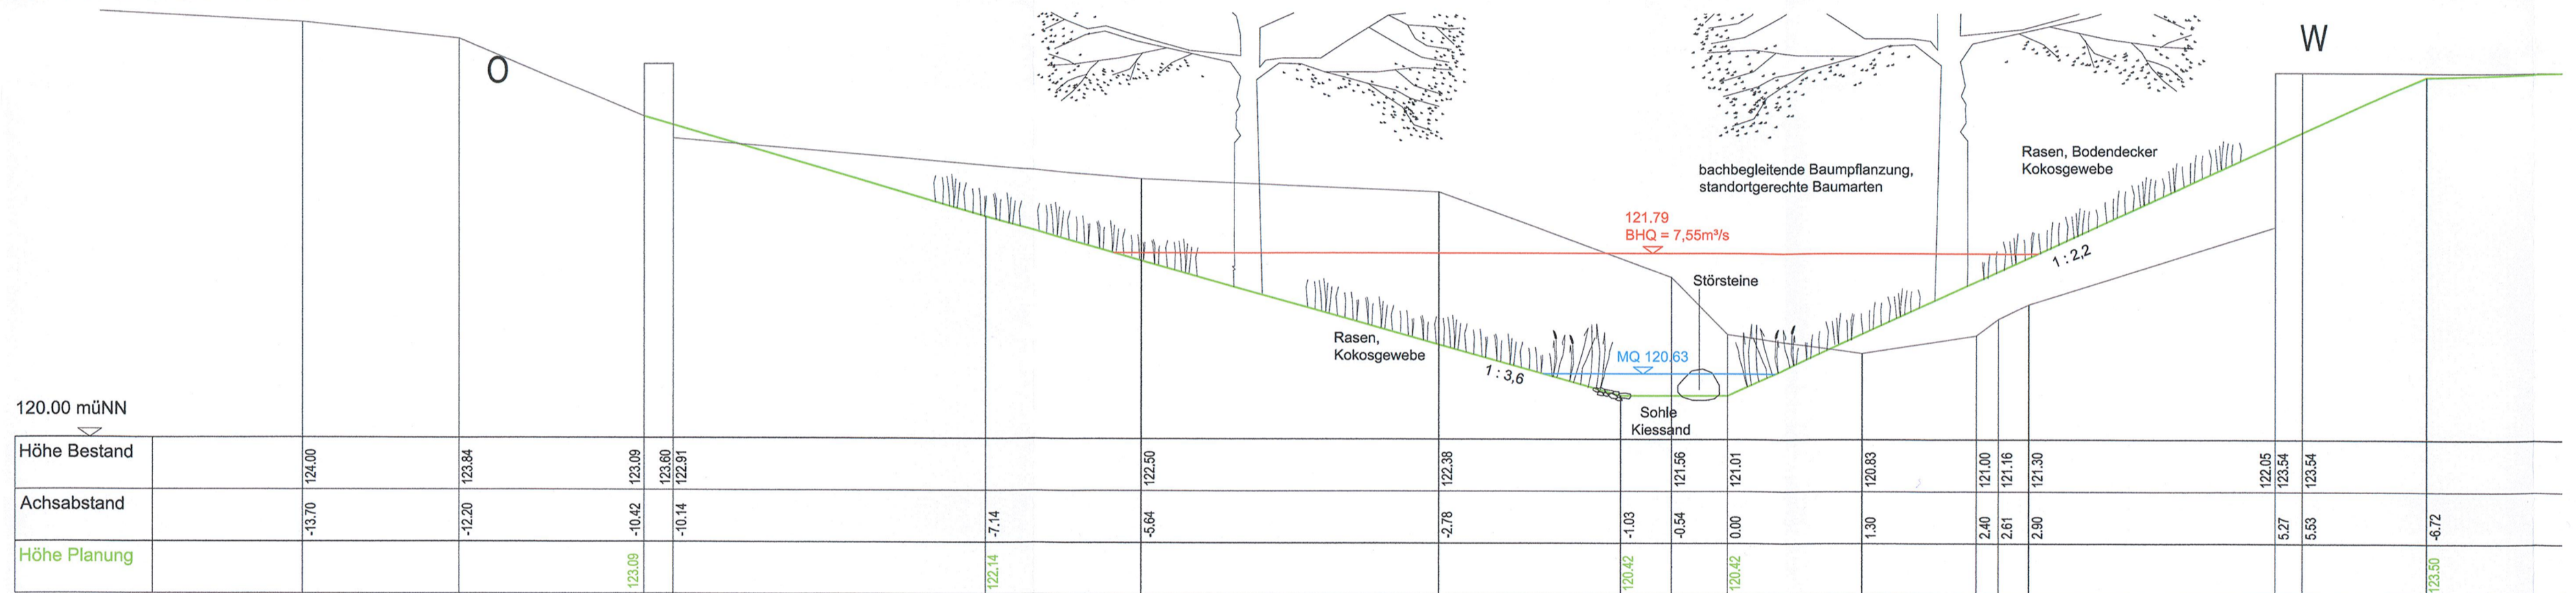 O
W
bachbegleitende Baumpflanzung,
standortgerechte Baumarten
Rasen, Bodendecker
Kokosgewebe
121.79
BHQ = 7,55m³/s
1 : 2,2
Störsteine
Rasen,
Kokosgewebe
MQ 120.63
1 : 3,6
Sohle
Kiessand
120.00 müNN
Höhe Bestand 124.00 123.84 123.09 123.60 122.91 122.50 122.38 121.56 121.01 120.83 121.00 121.16 121.30 122.05 123.54 123.54
Achsabstand -13.70 -12.20 -10.42 -10.14 -7.14 -5.64 -2.78 -1.03 -0.54 0.00 1.30 2.40 2.61 2.90 5.27 5.53 -6.72
Höhe Planung 123.09 122.14 120.42 120.42 123.50